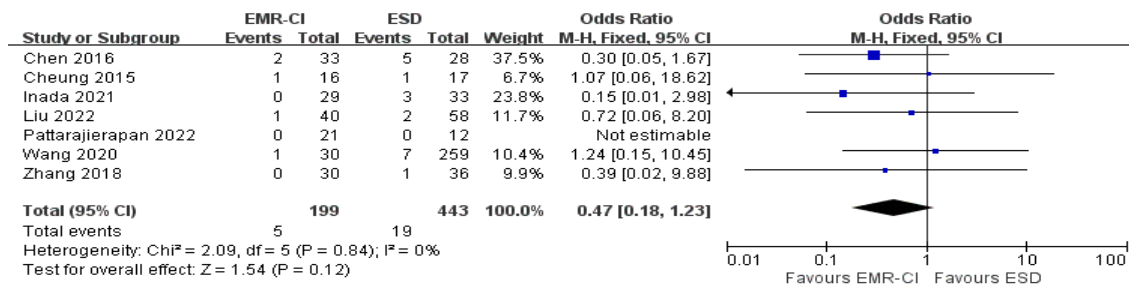 EMR-CI ESD Odds Ratio Odds Ratio
Study or Subgroup Events Total Events Total Weight M-H, Fixed, 95% CI M-H, Fixed, 95% CI
Chen 2016 2 33 5 28 37.5% 0.30 [0.05, 1.67]
Cheung 2015 1 16 1 17 6.7% 1.07 [0.06, 18.62]
Inada 2021 0 29 3 33 23.8% 0.15 [0.01, 2.98]
Liu 2022 1 40 2 58 11.7% 0.72 [0.06, 8.20]
Pattarajierapan 2022 0 21 0 12 Not estimable
Wang 2020 1 30 7 259 10.4% 1.24 [0.15, 10.45]
Zhang 2018 0 30 1 36 9.9% 0.39 [0.02, 9.88]
Total (95% CI) 199 443 100.0% 0.47 [0.18, 1.23]
Total events 5 19
Heterogeneity: Chi² = 2.09, df = 5 (P = 0.84); I² = 0%
Test for overall effect: Z = 1.54 (P = 0.12)
0.01 0.1 1 10 100
Favours EMR-CI Favours ESD